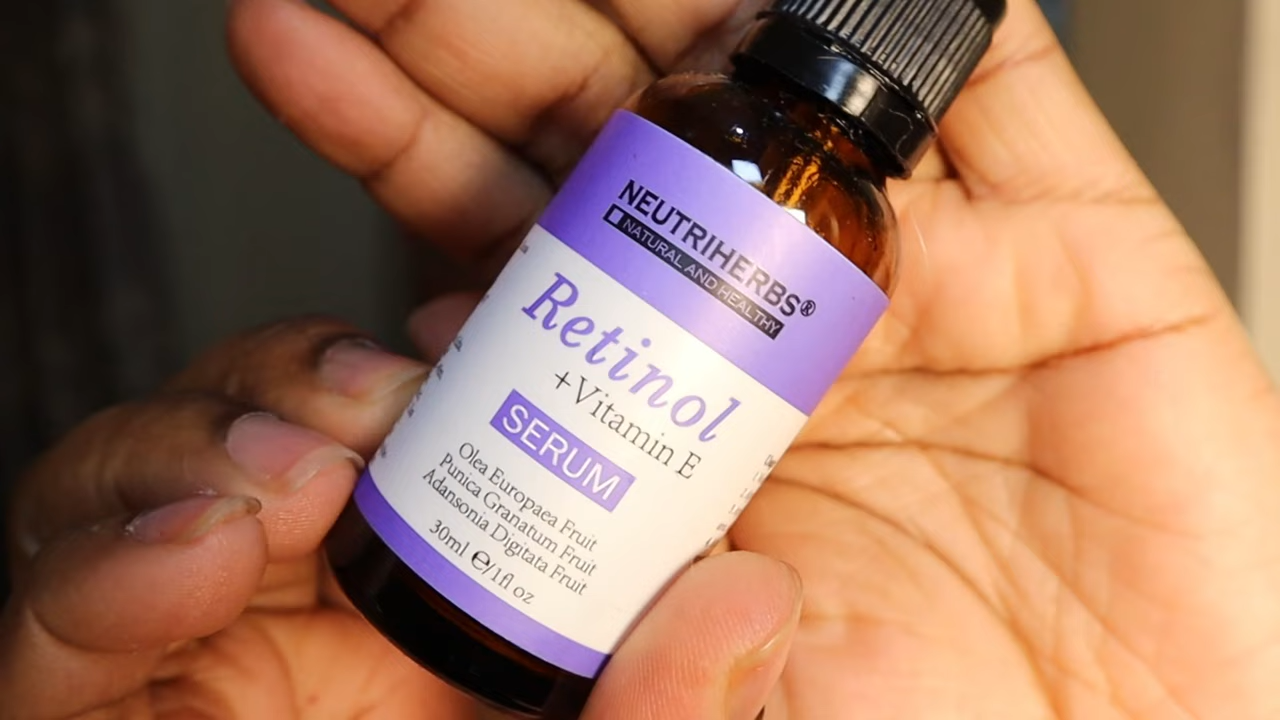 NEUTRIHERBS®
NATURAL AND HEALTHY
Retinol
+Vitamin E
SERUM
Olea Europaea Fruit
Punica Granatum Fruit
Adansonia Digitata Fruit
30ml ℮/1fl oz